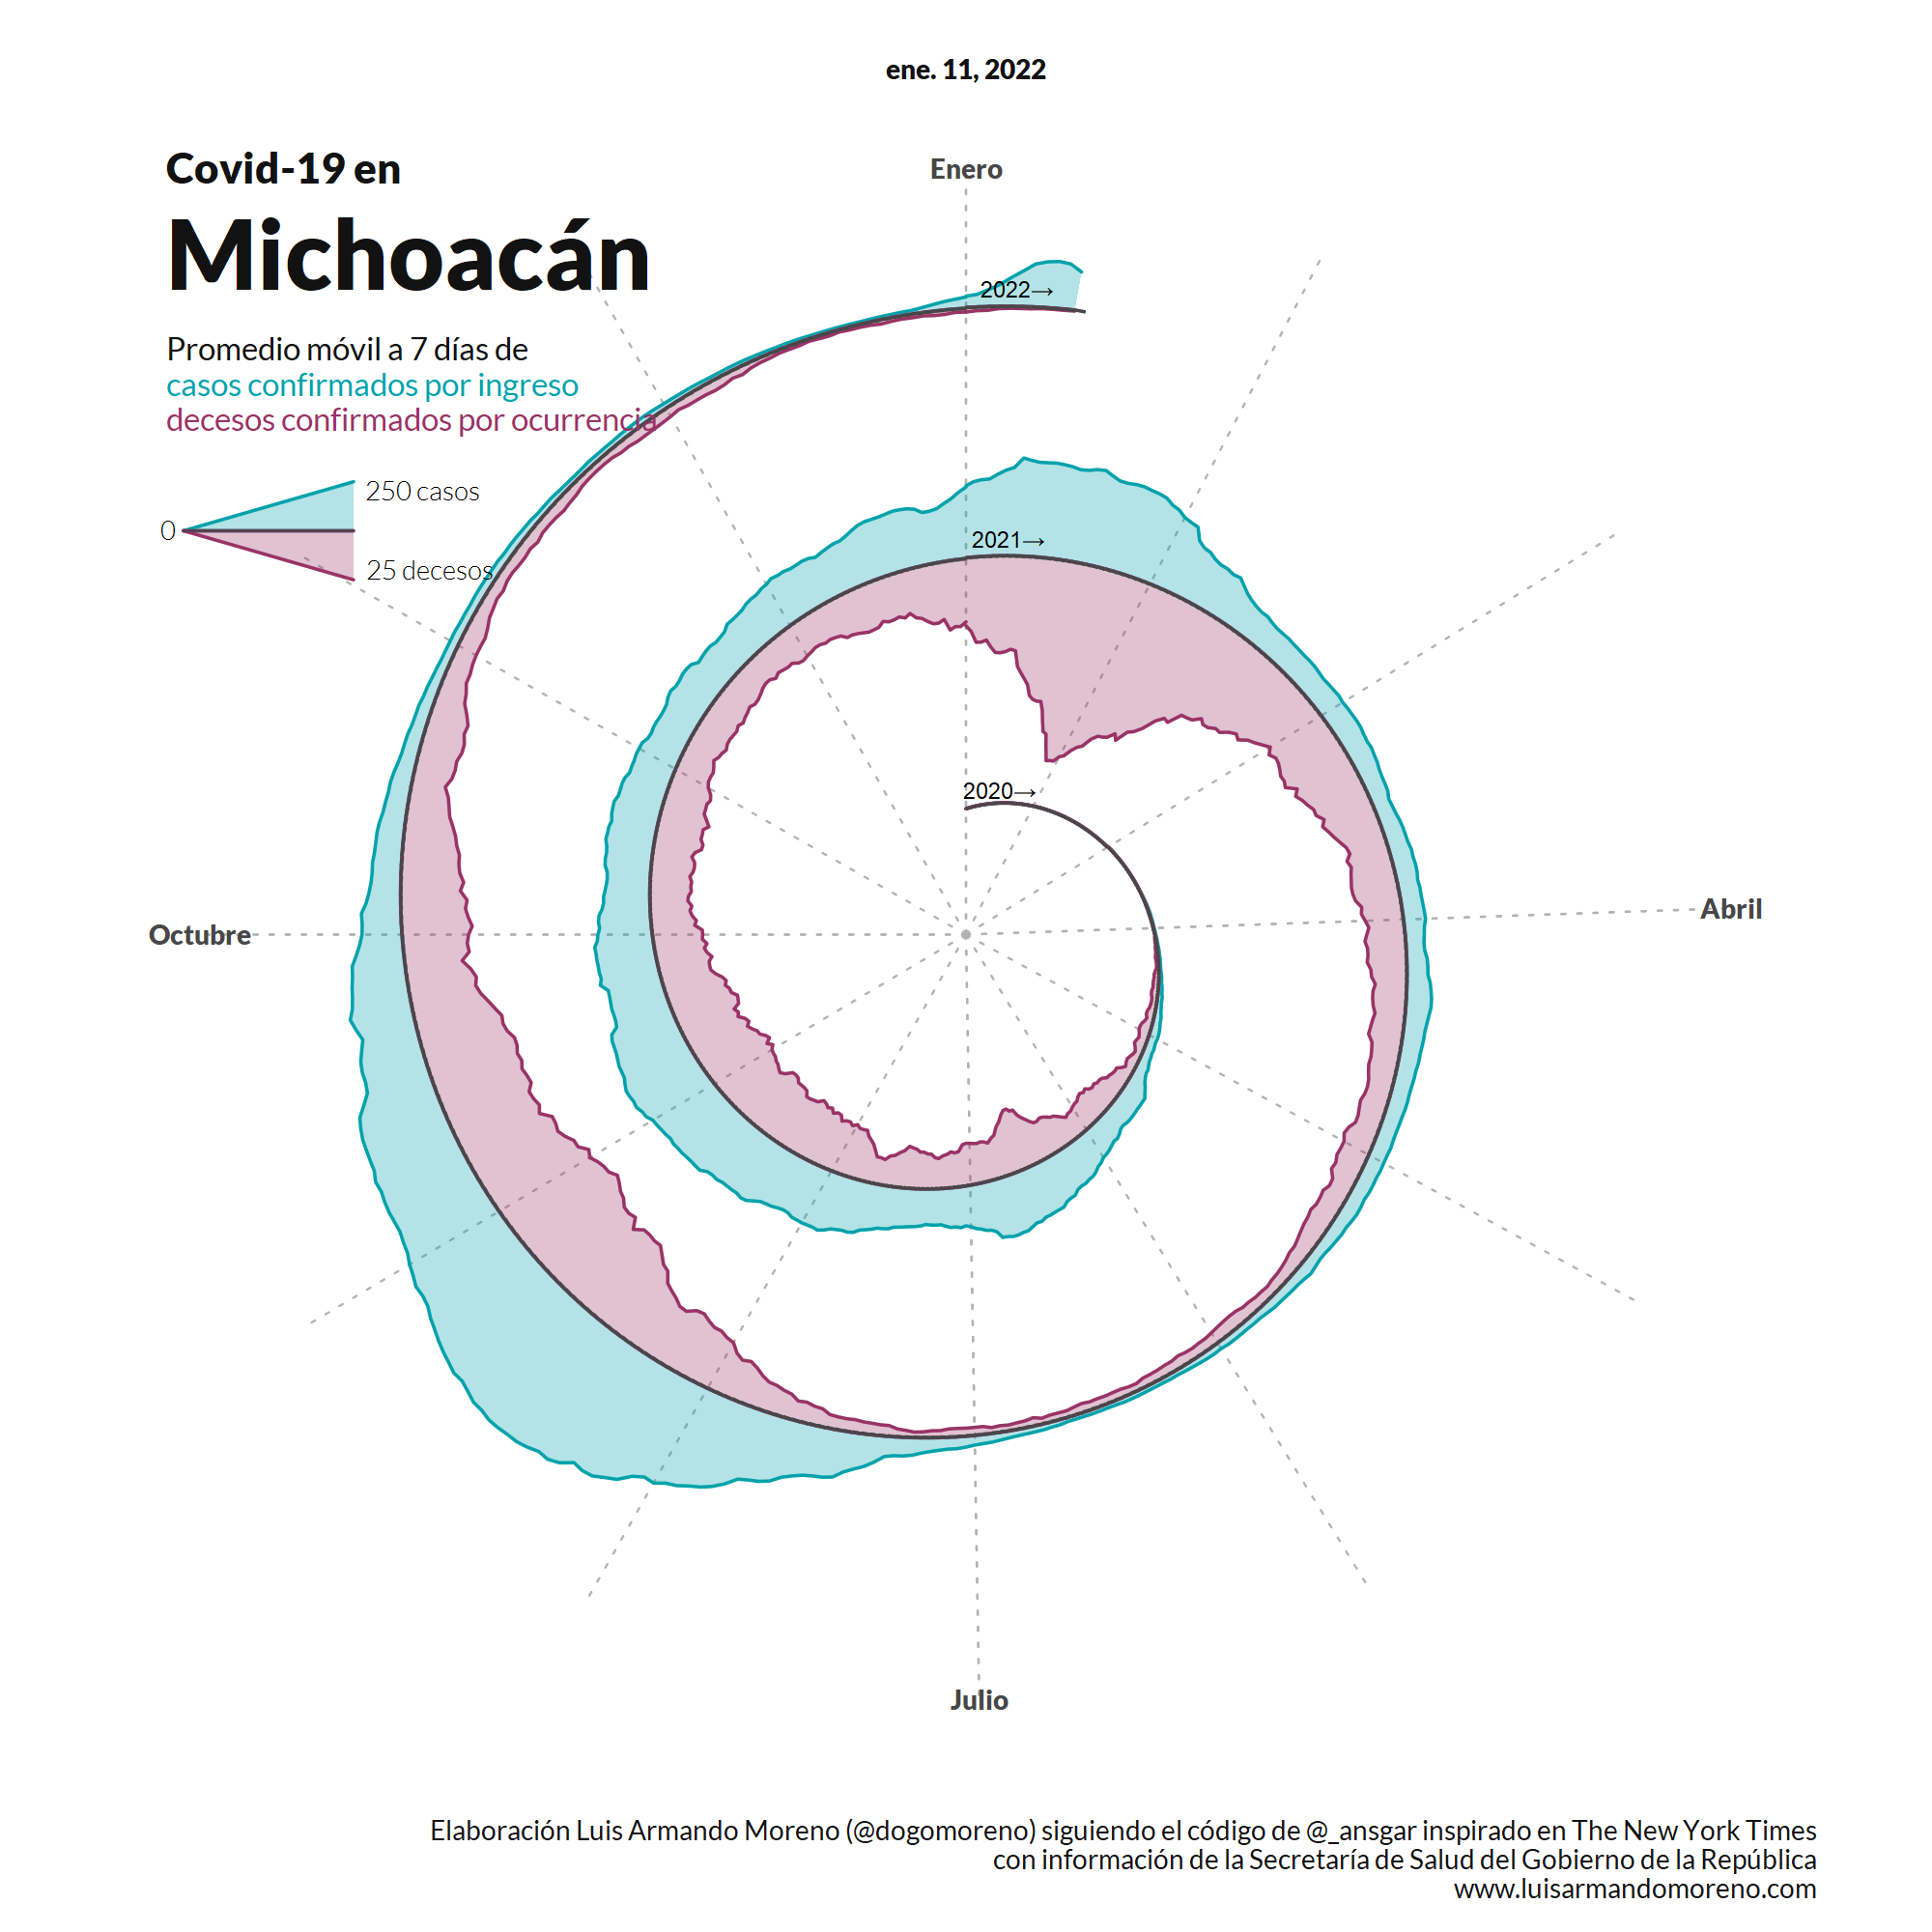 ene. 11, 2022
Covid-19 en
Michoacán
Promedio móvil a 7 días de
casos confirmados por ingreso
decesos confirmados por ocurrencia
250 casos
0
25 decesos
Enero
2022→
2021→
2020→
Abril
Octubre
Julio
Elaboración Luis Armando Moreno (@dogomoreno) siguiendo el código de @_ansgar inspirado en The New York Times
con información de la Secretaría de Salud del Gobierno de la República
www.luisarmandomoreno.com